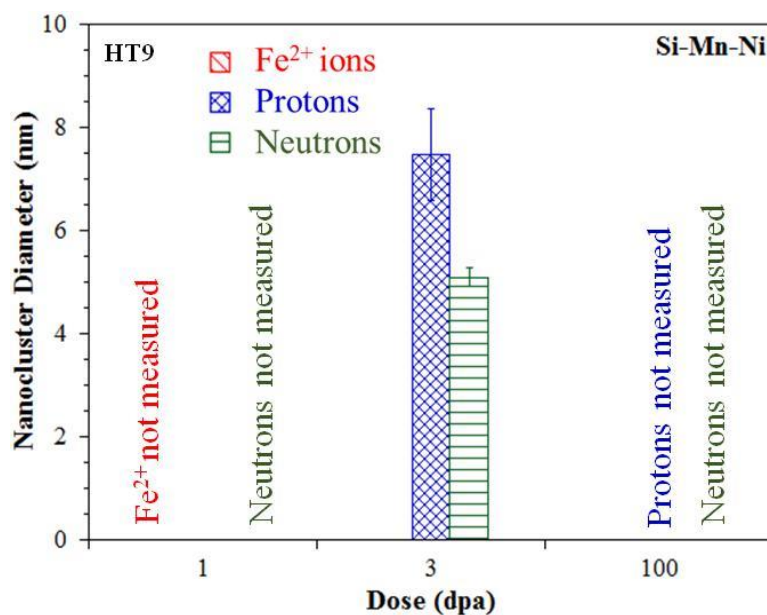 HT9
Si-Mn-Ni
Fe²⁺ ions
Protons
Neutrons
Nanocluster Diameter (nm)
10
8
6
4
2
0
Fe²⁺ not measured
Neutrons not measured
Protons not measured
Neutrons not measured
1
3
100
Dose (dpa)